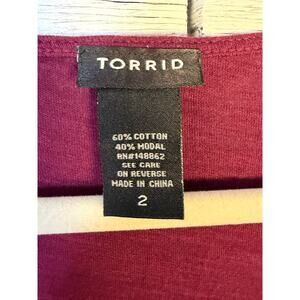 TORRID
60% COTTON
40% MODAL
RN#148862
SEE CARE
ON REVERSE
MADE IN CHINA
2